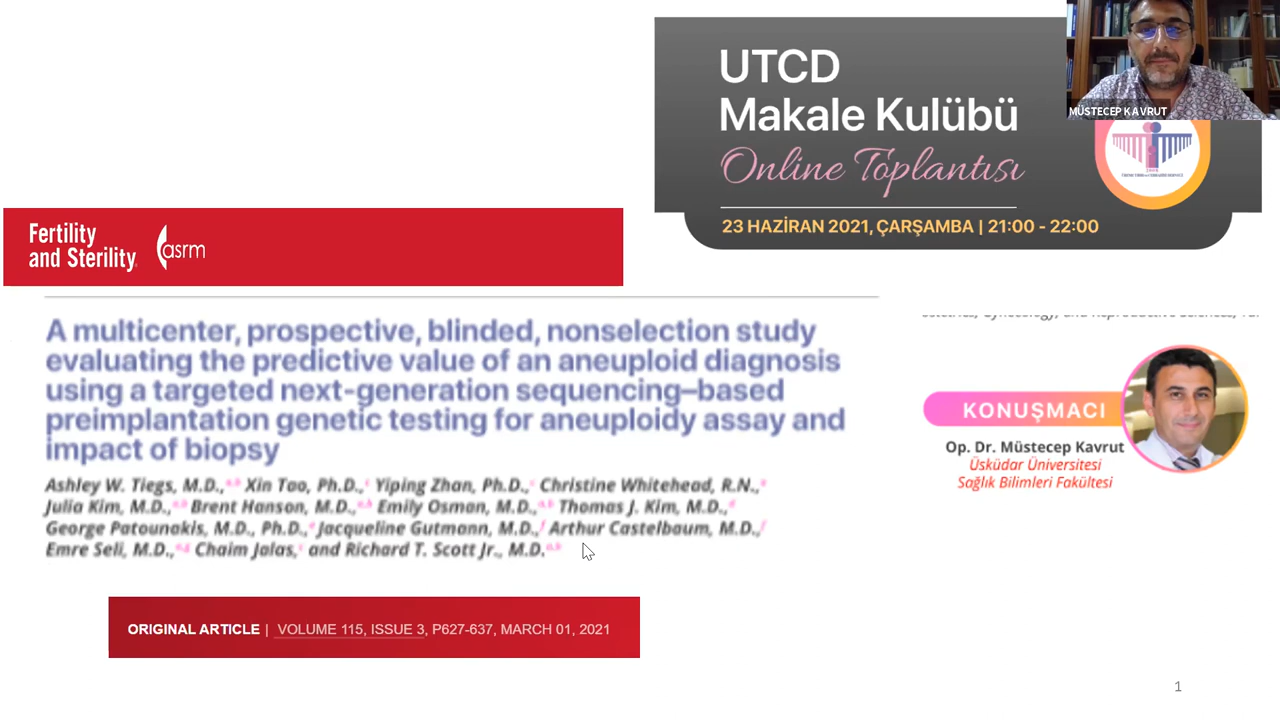 UTCD
Makale Kulübü
Online Toplantısı
23 HAZİRAN 2021, ÇARŞAMBA | 21:00 - 22:00
MÜSTECEP KAVRUT
Fertility
and Sterility®
asrm
A multicenter, prospective, blinded, nonselection study
evaluating the predictive value of an aneuploid diagnosis
using a targeted next-generation sequencing–based
preimplantation genetic testing for aneuploidy assay and
impact of biopsy
Ashley W. Tiegs, M.D., Xin Tao, Ph.D., Yiping Zhan, Ph.D., Christine Whitehead, R.N.,
Julia Kim, M.D., Brent Hanson, M.D., Emily Osman, M.D., Thomas J. Kim, M.D.,
George Patounakis, M.D., Ph.D., Jacqueline Gutmann, M.D., Arthur Castelbaum, M.D.,
Emre Seli, M.D., Chaim Jalas, and Richard T. Scott Jr., M.D.
KONUŞMACI
Op. Dr. Müstecep Kavrut
Üsküdar Üniversitesi
Sağlık Bilimleri Fakültesi
ORIGINAL ARTICLE | VOLUME 115, ISSUE 3, P627-637, MARCH 01, 2021
1